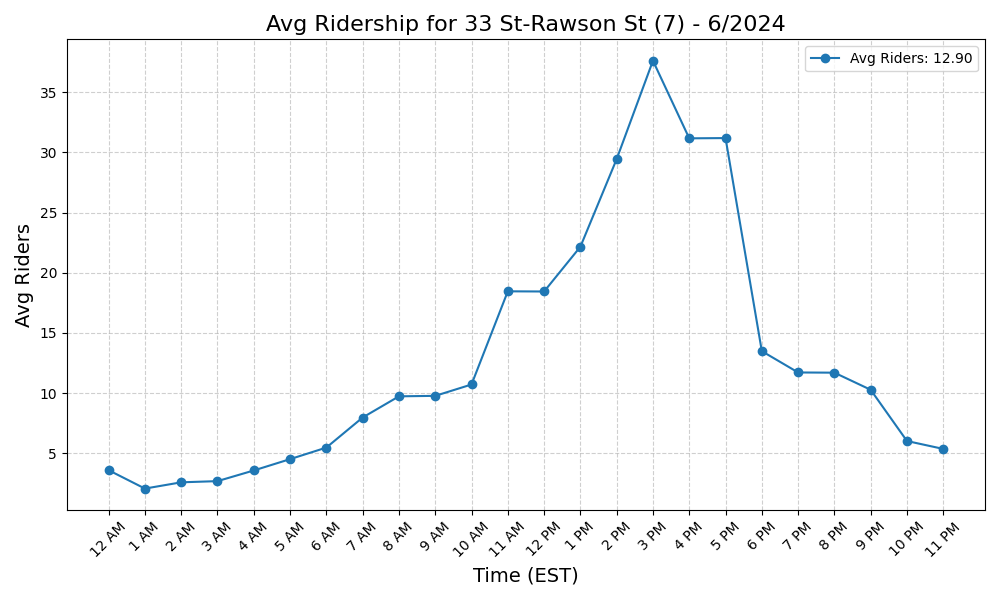 Avg Ridership for 33 St-Rawson St (7) - 6/2024
Avg Riders: 12.90
Avg Riders
35
30
25
20
15
10
5
12 AM
1 AM
2 AM
3 AM
4 AM
5 AM
6 AM
7 AM
8 AM
9 AM
10 AM
11 AM
12 PM
1 PM
2 PM
3 PM
4 PM
5 PM
6 PM
7 PM
8 PM
9 PM
10 PM
11 PM
Time (EST)